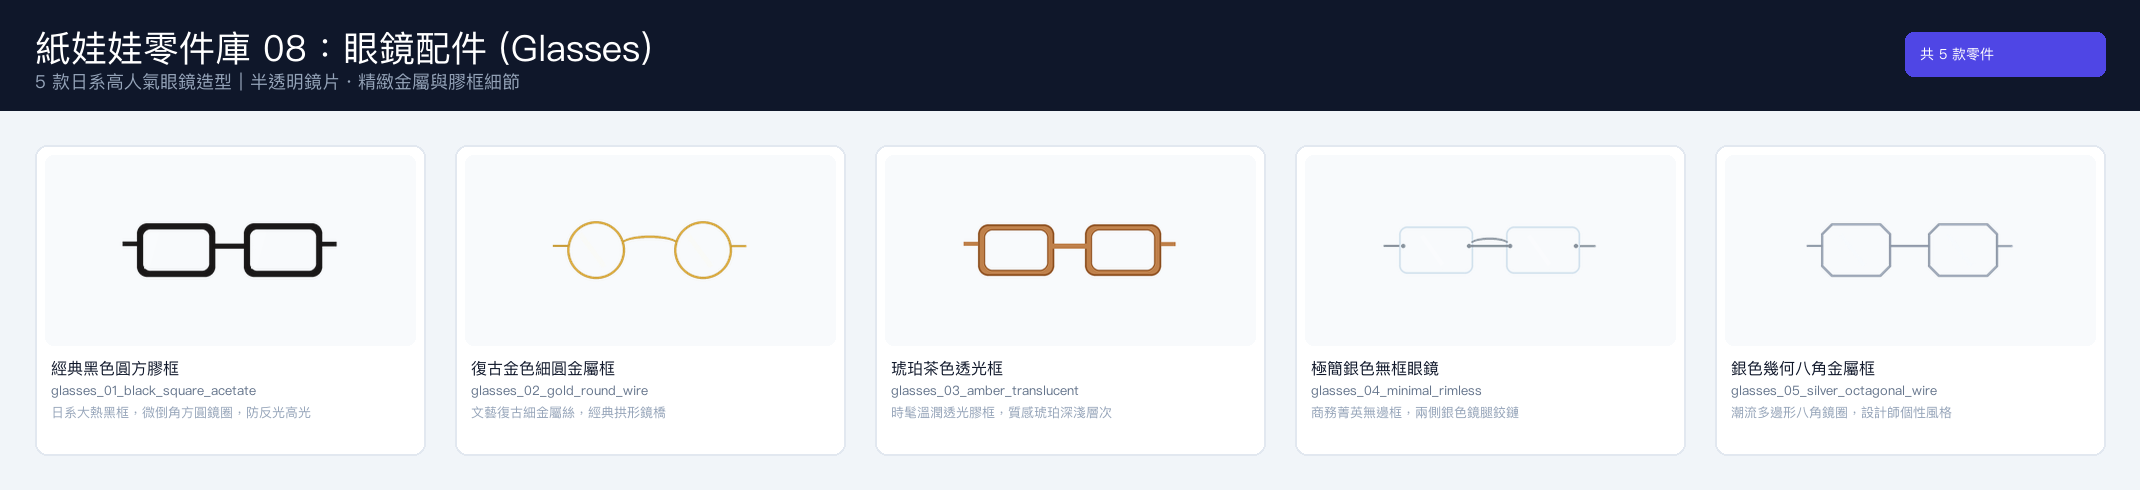 紙娃娃零件庫 08：眼鏡配件 (Glasses)
5 款日系高人氣眼鏡造型 | 半透明鏡片・精緻金屬與膠框細節
共 5 款零件
經典黑色圓方膠框
glasses_01_black_square_acetate
日系大熱黑框，微倒角方圓鏡圈，防反光高光
復古金色細圓金屬框
glasses_02_gold_round_wire
文藝復古細金屬絲，經典拱形鏡橋
琥珀茶色透光框
glasses_03_amber_translucent
時髦溫潤透光膠框，質感琥珀深淺層次
極簡銀色無框眼鏡
glasses_04_minimal_rimless
商務菁英無邊框，兩側銀色鏡腿鉸鏈
銀色幾何八角金屬框
glasses_05_silver_octagonal_wire
潮流多邊形八角鏡圈，設計師個性風格